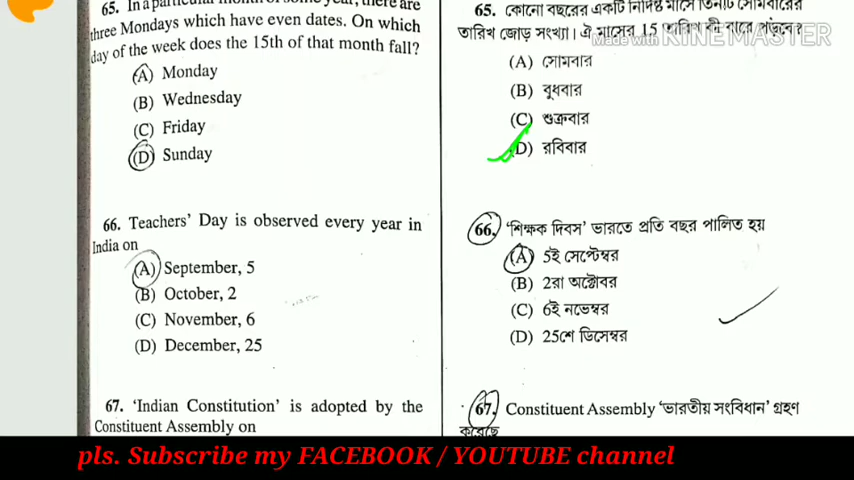 65. In a particular month of some year, there are
three Mondays which have even dates. On which
day of the week does the 15th of that month fall?
(A) Monday
(B) Wednesday
(C) Friday
(D) Sunday
66. Teachers' Day is observed every year in
India on
(A) September, 5
(B) October, 2
(C) November, 6
(D) December, 25
67. 'Indian Constitution' is adopted by the
Constituent Assembly on
65. কোনো বছরের একটি নির্দিষ্ট মাসে তিনটি সোমবারের
তারিখ জোড় সংখ্যা। ঐ মাসের 15 তারিখ কী বারে পড়বে?
Made with KINEMASTER
(A) সোমবার
(B) বুধবার
(C) শুক্রবার
(D) রবিবার
66. 'শিক্ষক দিবস' ভারতে প্রতি বছর পালিত হয়
(A) 5ই সেপ্টেম্বর
(B) 2রা অক্টোবর
(C) 6ই নভেম্বর
(D) 25শে ডিসেম্বর
67. Constituent Assembly 'ভারতীয় সংবিধান' গ্রহণ
করেছে
pls. Subscribe my FACEBOOK / YOUTUBE channel